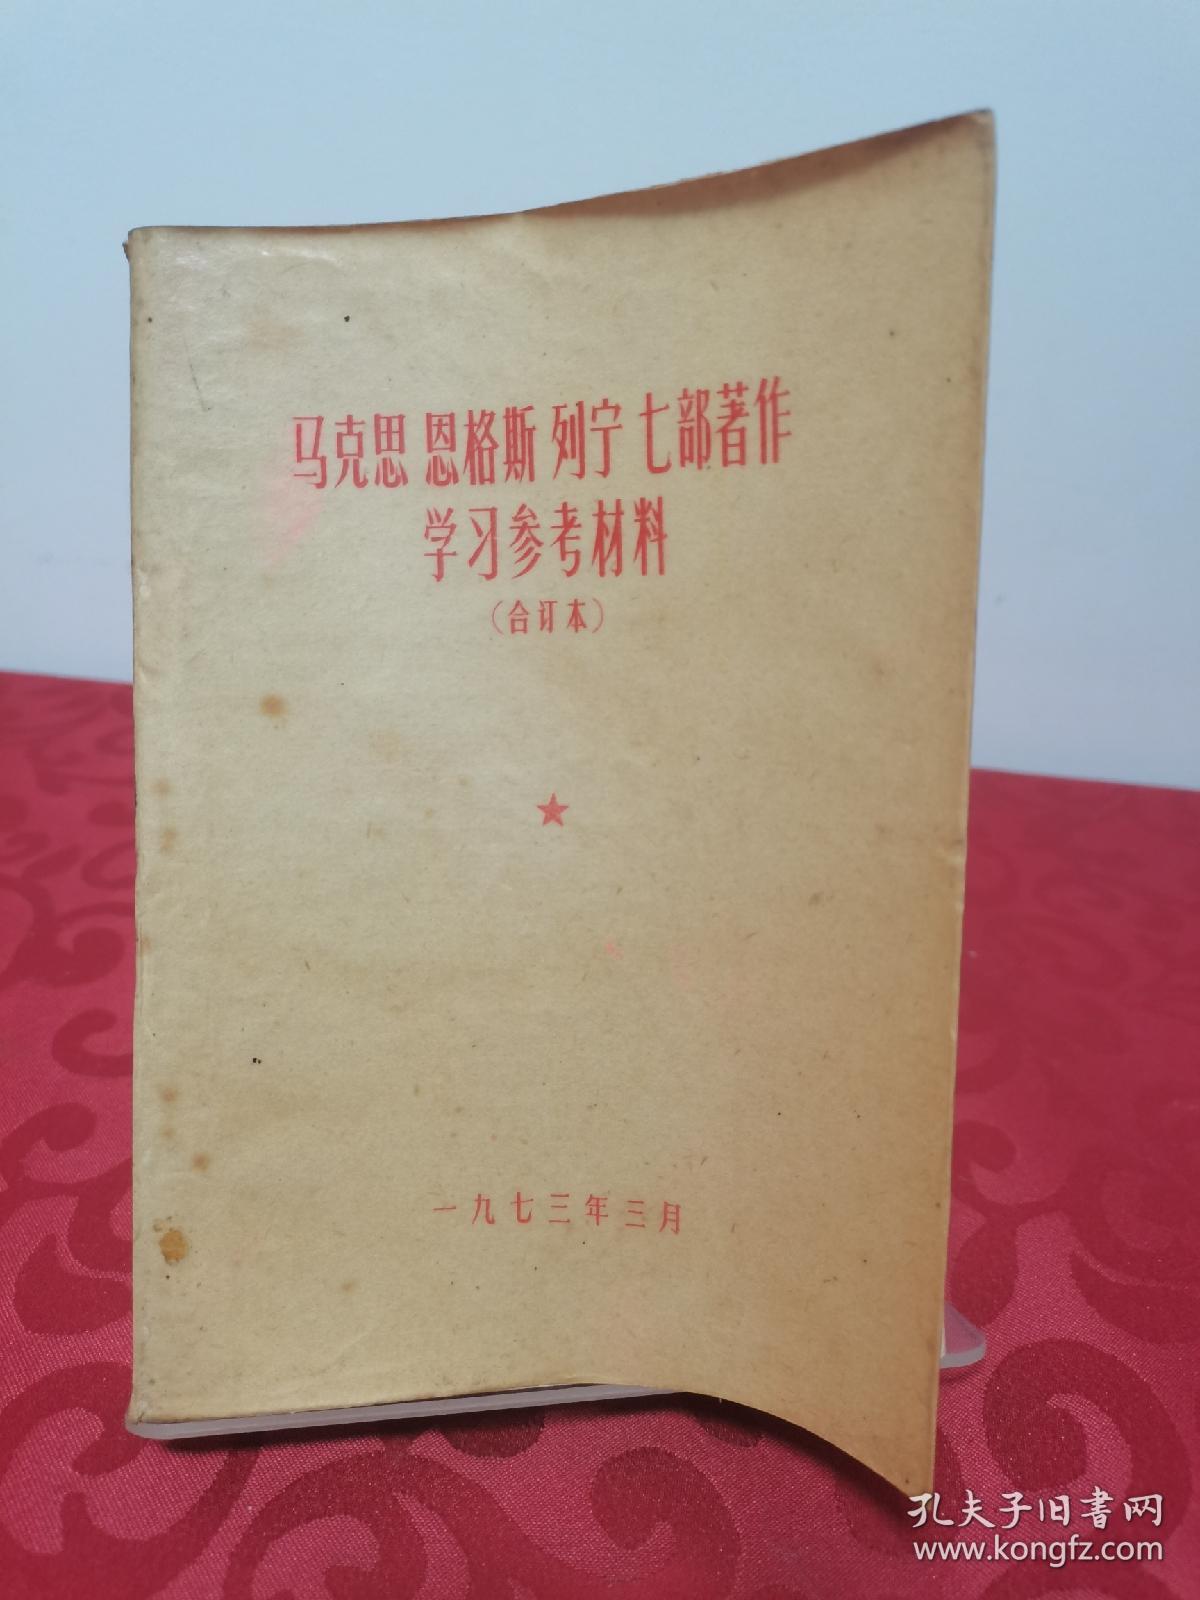 马克思 恩格斯 列宁 七部著作
学习参考材料
（合订本）
一九七三年三月
孔夫子旧书网
www.kongfz.com